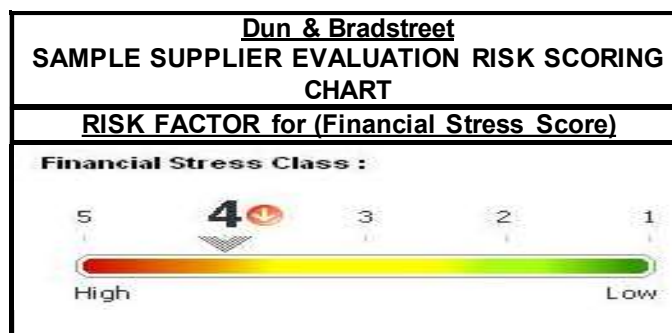 Dun & Bradstreet
SAMPLE SUPPLIER EVALUATION RISK SCORING
CHART
RISK FACTOR for (Financial Stress Score)
Financial Stress Class :
5 4 3 2 1
High Low